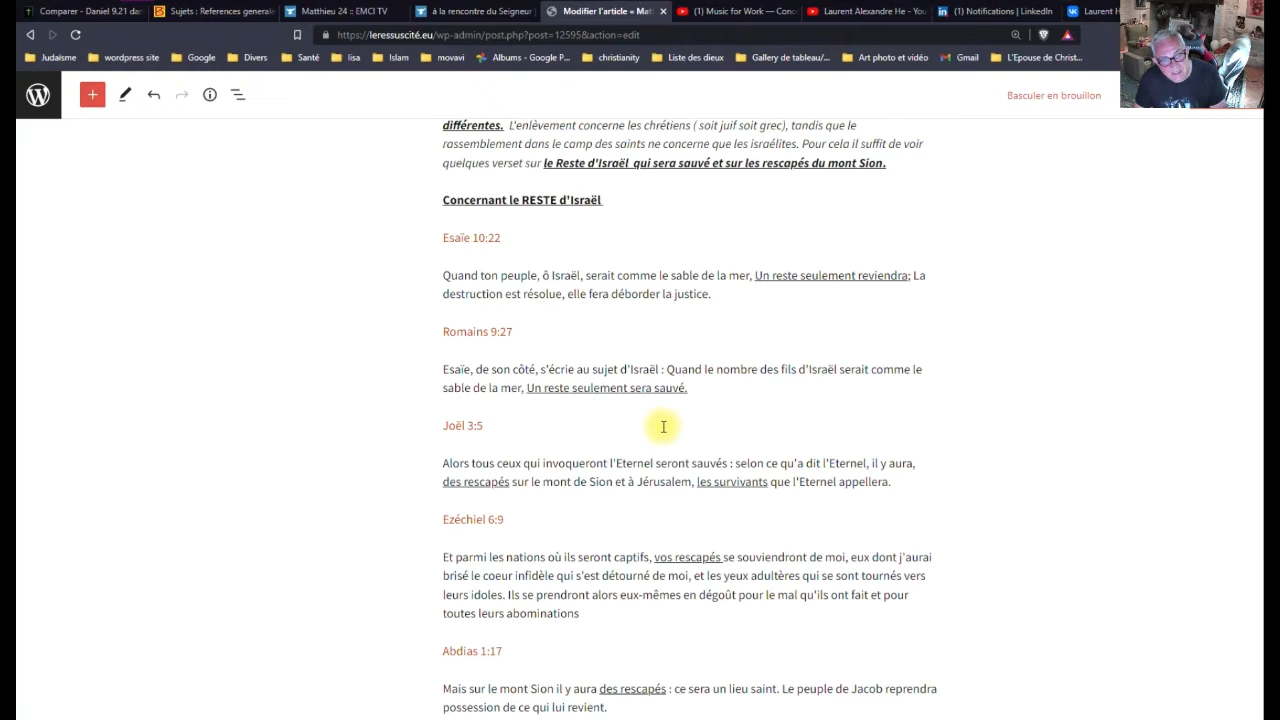 Comparer - Daniel 9.21 dan
Sujets : References generale
Matthieu 24 :: EMCI TV
à la rencontre du Seigneur
Modifier l'article « Mat
(1) Music for Work — Conc
Laurent Alexandre He - You
(1) Notifications | LinkedIn
Laurent H
https://leressuscité.eu/wp-admin/post.php?post=12595&action=edit
Judaïsme
wordpress site
Google
Divers
Santé
lisa
Islam
movavi
Albums - Google P...
christianity
Liste des dieux
Gallery de tableau/...
Art photo et vidéo
Gmail
L'Epouse de Christ...
Basculer en brouillon
différentes. L'enlèvement concerne les chrétiens ( soit juif soit grec), tandis que le
rassemblement dans le camp des saints ne concerne que les israélites. Pour cela il suffit de voir
quelques verset sur le Reste d'Israël qui sera sauvé et sur les rescapés du mont Sion.
Concernant le RESTE d'Israël
Esaïe 10:22
Quand ton peuple, ô Israël, serait comme le sable de la mer, Un reste seulement reviendra; La
destruction est résolue, elle fera déborder la justice.
Romains 9:27
Esaïe, de son côté, s'écrie au sujet d'Israël : Quand le nombre des fils d'Israël serait comme le
sable de la mer, Un reste seulement sera sauvé.
Joël 3:5
Alors tous ceux qui invoqueront l'Eternel seront sauvés : selon ce qu'a dit l'Eternel, il y aura,
des rescapés sur le mont de Sion et à Jérusalem, les survivants que l'Eternel appellera.
Ezéchiel 6:9
Et parmi les nations où ils seront captifs, vos rescapés se souviendront de moi, eux dont j'aurai
brisé le coeur infidèle qui s'est détourné de moi, et les yeux adultères qui se sont tournés vers
leurs idoles. Ils se prendront alors eux-mêmes en dégoût pour le mal qu'ils ont fait et pour
toutes leurs abominations
Abdias 1:17
Mais sur le mont Sion il y aura des rescapés : ce sera un lieu saint. Le peuple de Jacob reprendra
possession de ce qui lui revient.